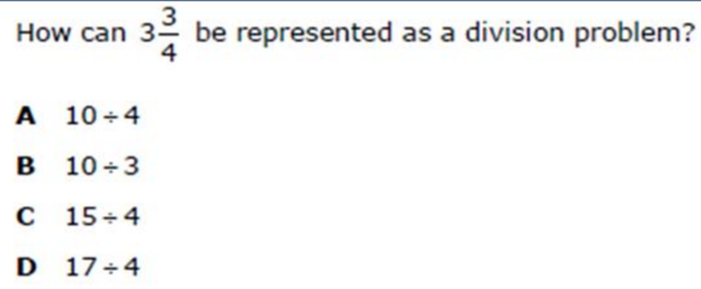 How can 3 3/4 be represented as a division problem?
A 10÷4
B 10÷3
C 15÷4
D 17÷4